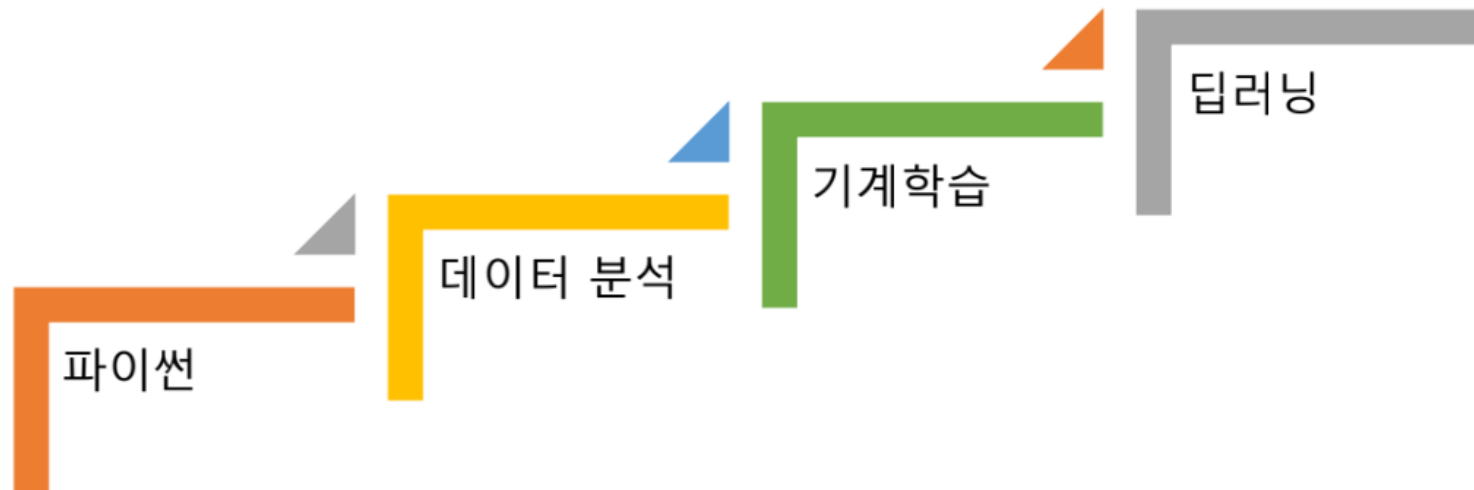 파이썬
데이터 분석
기계학습
딥러닝